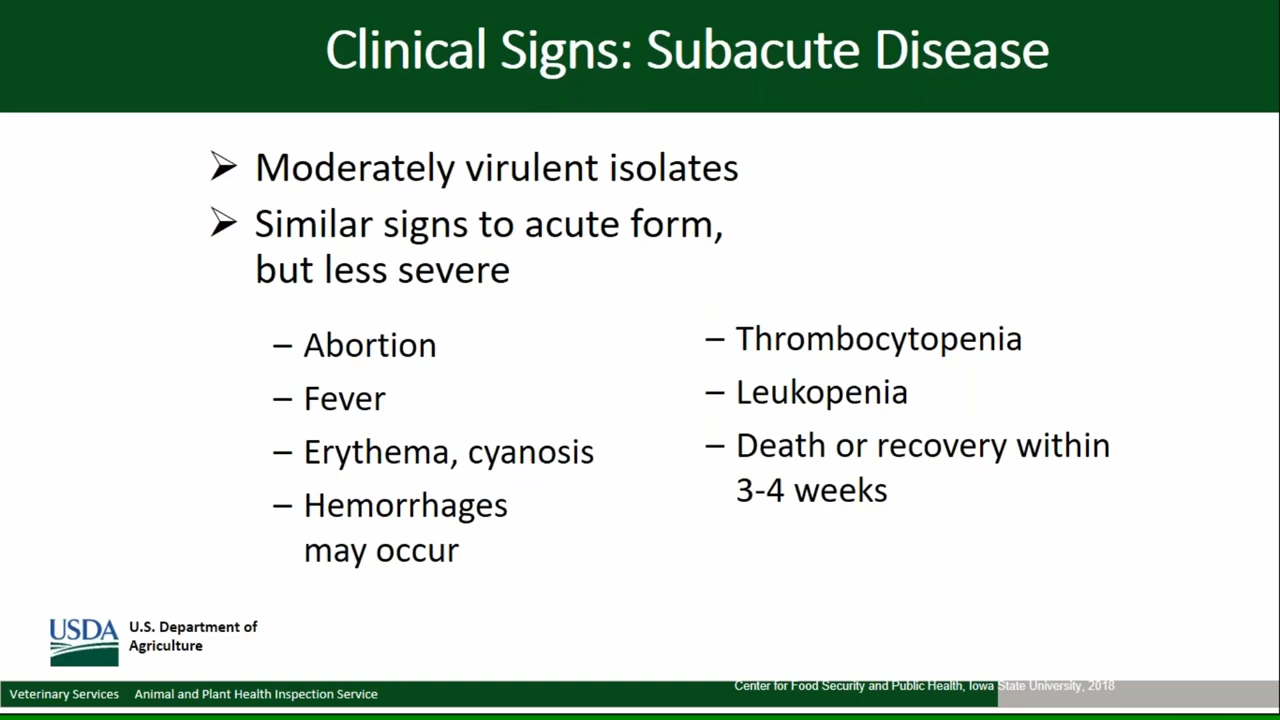 Clinical Signs: Subacute Disease
➢ Moderately virulent isolates
➢ Similar signs to acute form,
but less severe
– Abortion
– Fever
– Erythema, cyanosis
– Hemorrhages
may occur
– Thrombocytopenia
– Leukopenia
– Death or recovery within
3-4 weeks
USDA
U.S. Department of
Agriculture
Veterinary Services Animal and Plant Health Inspection Service
Center for Food Security and Public Health, Iowa State University, 2018